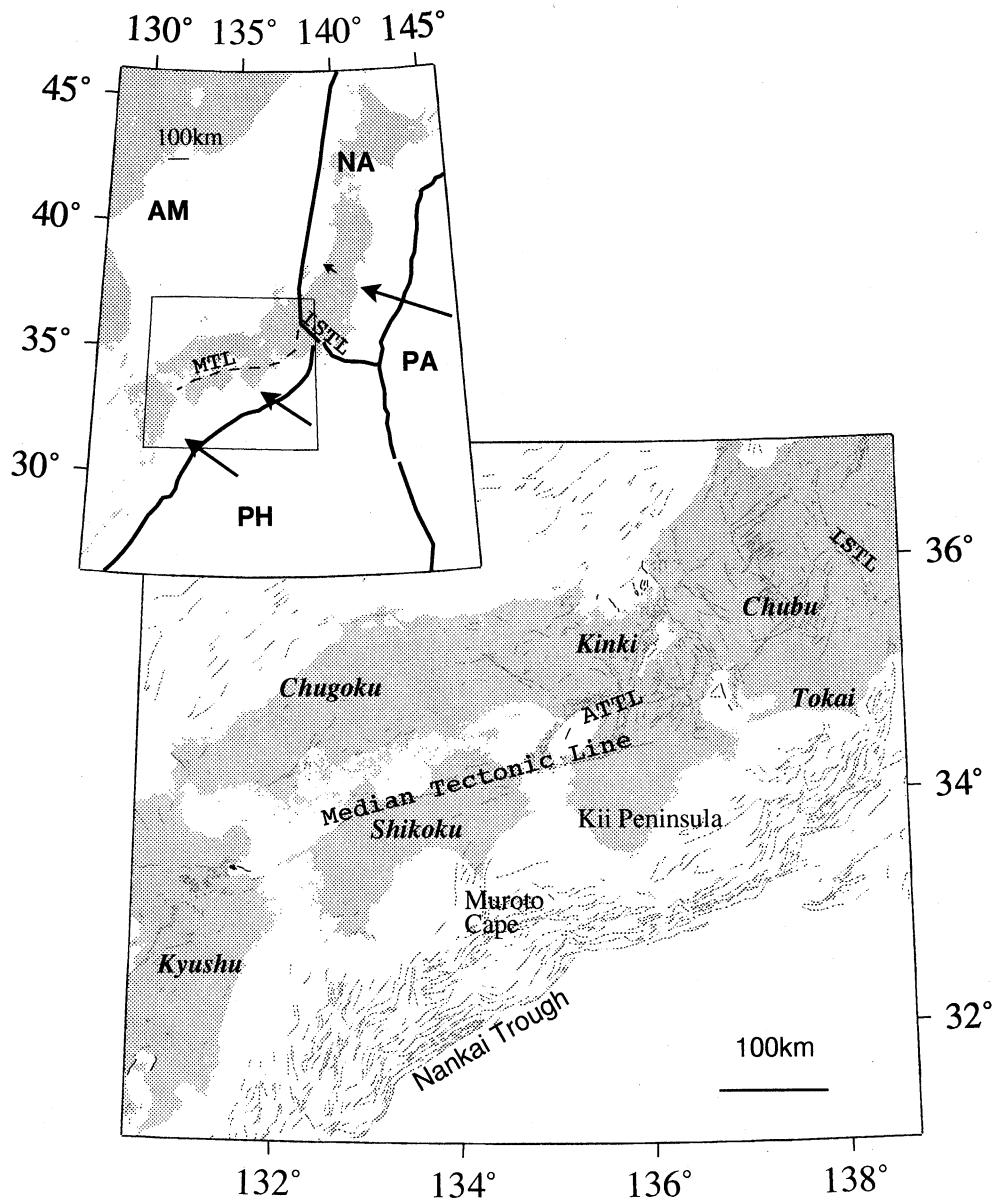 130° 135° 140° 145°
45°
100km
NA
AM
40°
35°
ISTL
MTL
PA
30°
PH
ISTL
36°
Chubu
Kinki
Chugoku
ATTL
Tokai
Median Tectonic Line
34°
Shikoku
Kii Peninsula
Muroto
Cape
Kyushu
Nankai Trough
32°
100km
132° 134° 136° 138°